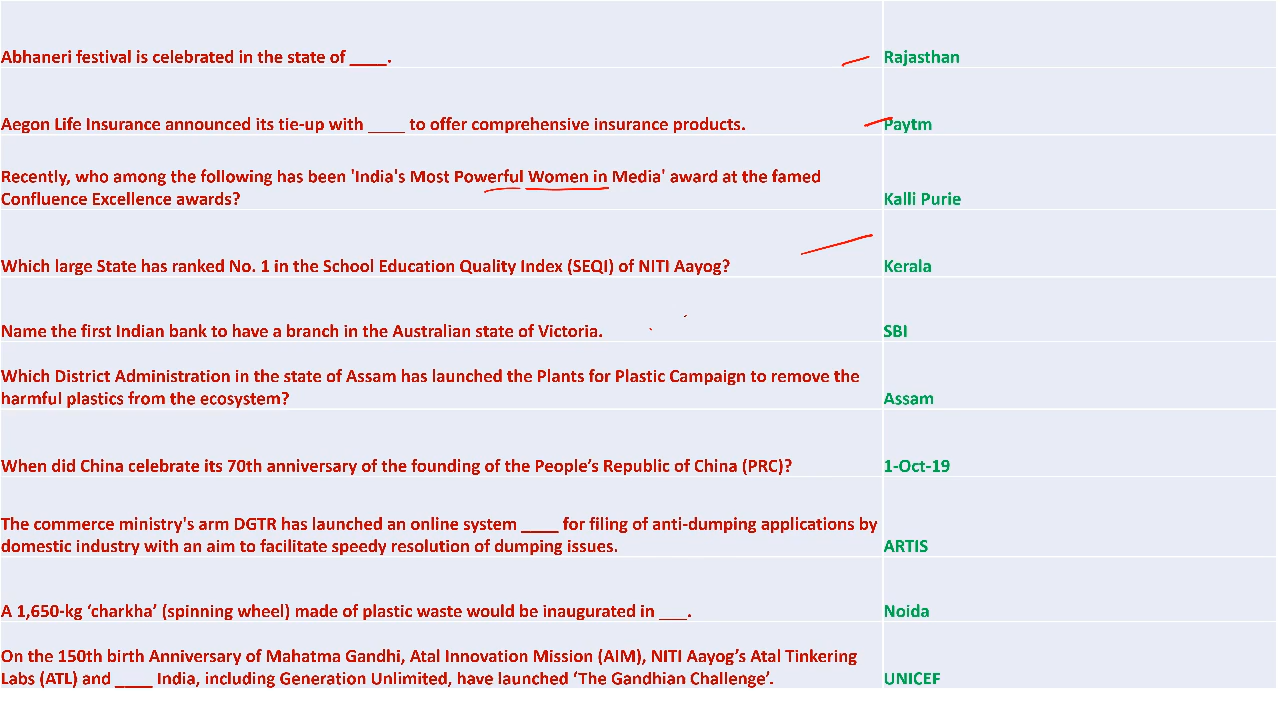 Abhaneri festival is celebrated in the state of ____. Rajasthan
Aegon Life Insurance announced its tie-up with ____ to offer comprehensive insurance products. Paytm
Recently, who among the following has been 'India's Most Powerful Women in Media' award at the famed
Confluence Excellence awards? Kalli Purie
Which large State has ranked No. 1 in the School Education Quality Index (SEQI) of NITI Aayog? Kerala
Name the first Indian bank to have a branch in the Australian state of Victoria. SBI
Which District Administration in the state of Assam has launched the Plants for Plastic Campaign to remove the
harmful plastics from the ecosystem? Assam
When did China celebrate its 70th anniversary of the founding of the People’s Republic of China (PRC)? 1-Oct-19
The commerce ministry's arm DGTR has launched an online system ____ for filing of anti-dumping applications by
domestic industry with an aim to facilitate speedy resolution of dumping issues. ARTIS
A 1,650-kg ‘charkha’ (spinning wheel) made of plastic waste would be inaugurated in ___. Noida
On the 150th birth Anniversary of Mahatma Gandhi, Atal Innovation Mission (AIM), NITI Aayog’s Atal Tinkering
Labs (ATL) and ____ India, including Generation Unlimited, have launched ‘The Gandhian Challenge’. UNICEF